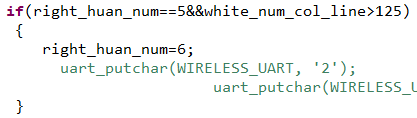 if(right_huan_num==5&&white_num_col_line>125)
{
right_huan_num=6;
uart_putchar(WIRELESS_UART, '2');
uart_putchar(WIRELESS_U
}